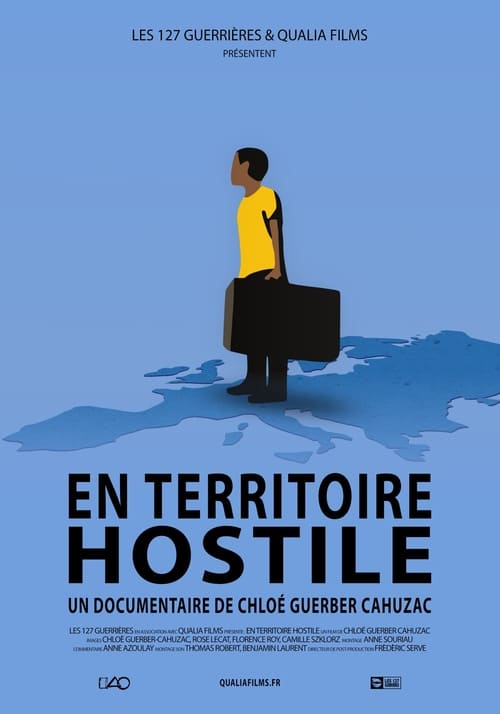 LES 127 GUERRIÈRES & QUALIA FILMS
PRÉSENTENT
EN TERRITOIRE
HOSTILE
UN DOCUMENTAIRE DE CHLOÉ GUERBER CAHUZAC
LES 127 GUERRIÈRES EN ASSOCIATION AVEC QUALIA FILMS PRÉSENTE EN TERRITOIRE HOSTILE UN FILM DE CHLOÉ GUERBER CAHUZAC
IMAGES CHLOÉ GUERBER-CAHUZAC, ROSE LECAT, FLORENCE ROY, CAMILLE SZKLORZ MONTAGE ANNE SOURIAU
COMMENTAIRE ANNE AZOULAY MONTAGE SON THOMAS ROBERT, BENJAMIN LAURENT DIRECTEUR DE POST-PRODUCTION FRÉDÉRIC SERVE
QUALIAFILMS.FR
LES 127